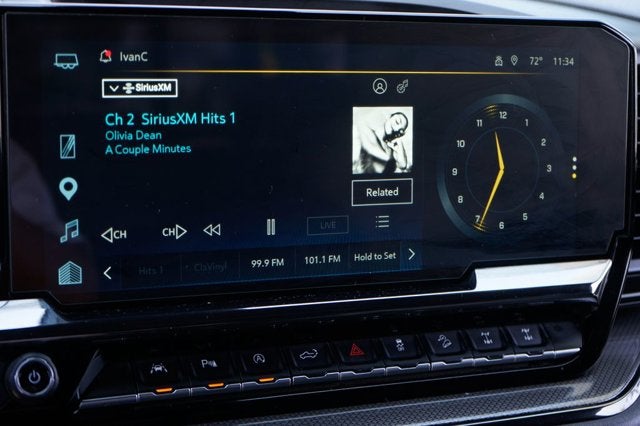 IvanC
72° 11:34
SiriusXM
Ch 2 SiriusXM Hits 1
Olivia Dean
A Couple Minutes
Related
12
11 1
10 2
9 3
8 4
7 5
6
CH CH LIVE
Hits 1 ClsVinyl 99.9 FM 101.1 FM Hold to Set